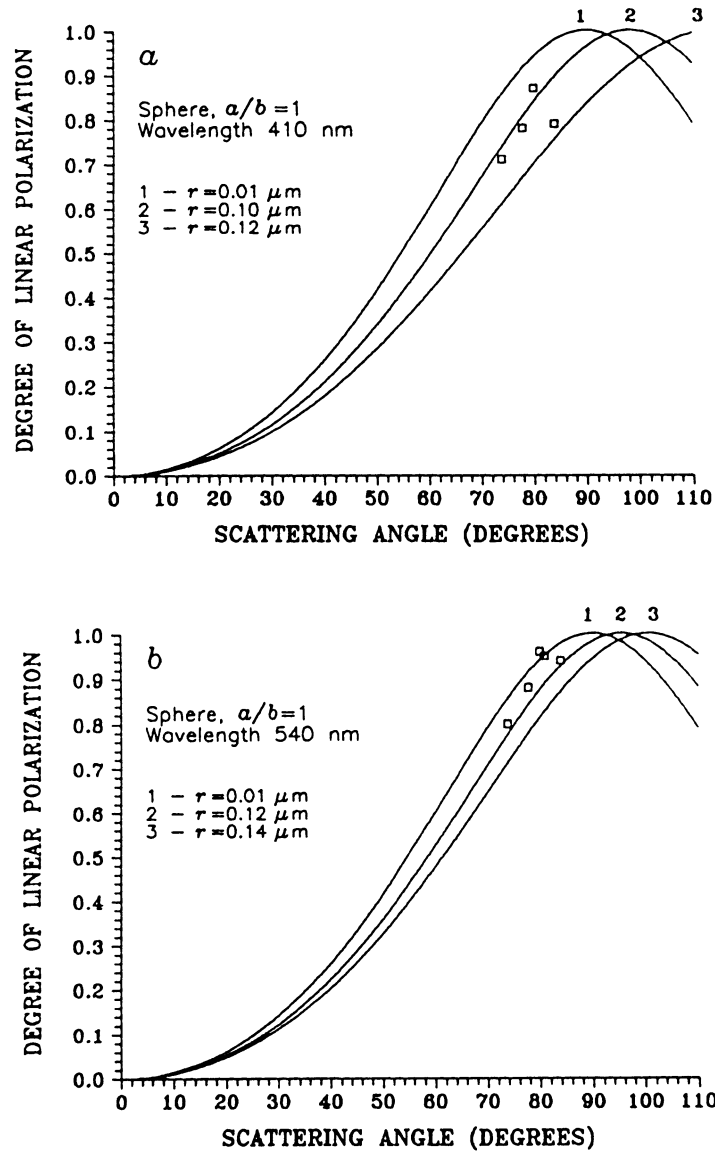 1 2 3
1.0
0.9
0.8
0.7
0.6
0.5
0.4
0.3
0.2
0.1
0.0
DEGREE OF LINEAR POLARIZATION
a
Sphere, a/b =1
Wavelength 410 nm
1 – r=0.01 μm
2 – r=0.10 μm
3 – r=0.12 μm
0 10 20 30 40 50 60 70 80 90 100 110
SCATTERING ANGLE (DEGREES)
1 2 3
1.0
0.9
0.8
0.7
0.6
0.5
0.4
0.3
0.2
0.1
0.0
DEGREE OF LINEAR POLARIZATION
b
Sphere, a/b=1
Wavelength 540 nm
1 – r=0.01 μm
2 – r=0.12 μm
3 – r=0.14 μm
0 10 20 30 40 50 60 70 80 90 100 110
SCATTERING ANGLE (DEGREES)